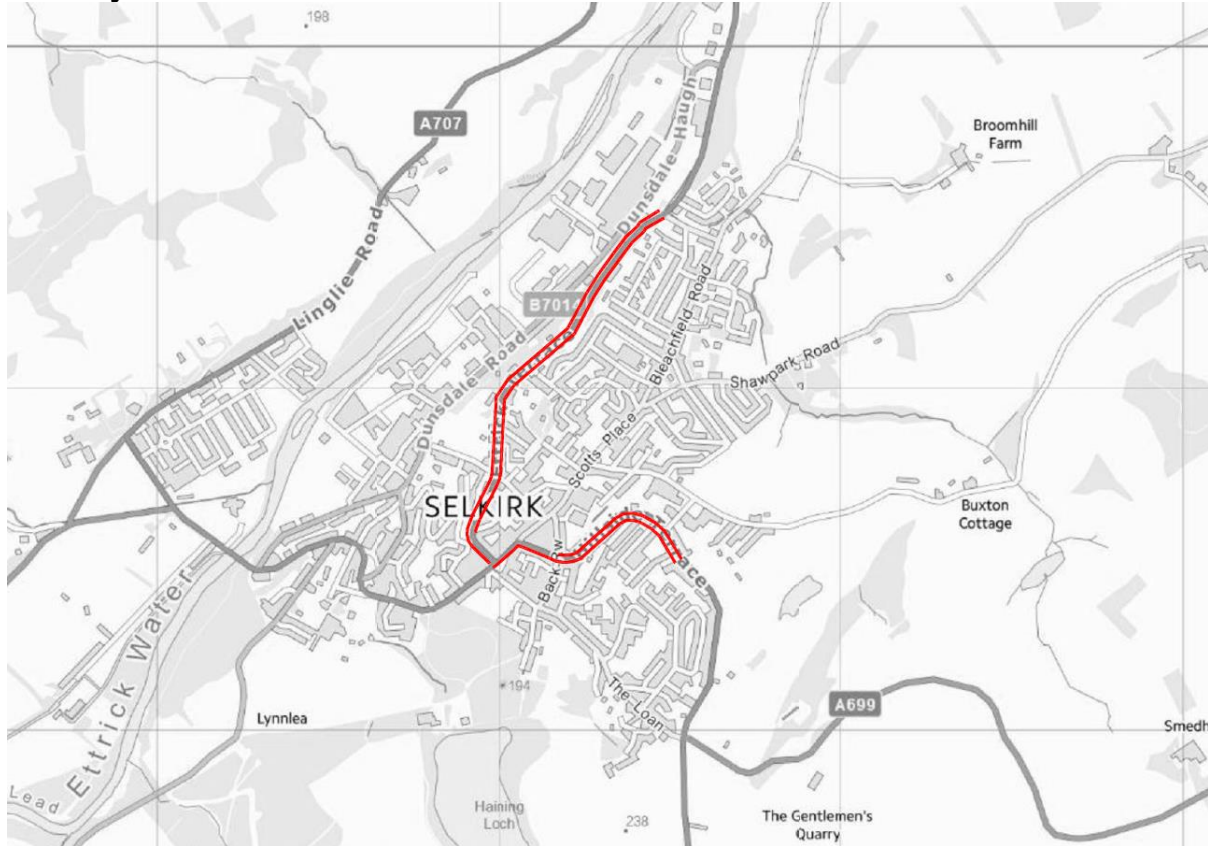 198
A707
Dunsdale Haugh
Broomhill
Farm
Linglie Road
B7014
Bleachfield Road
Shawpark Road
Dunsdale Road
Scotts Place
SELKIRK
Buxton
Cottage
Back Rw
Ettrick Water
194
The Loan
Lynnlea
A699
Smedh
Lead
Haining
Loch
238
The Gentlemen's
Quarry